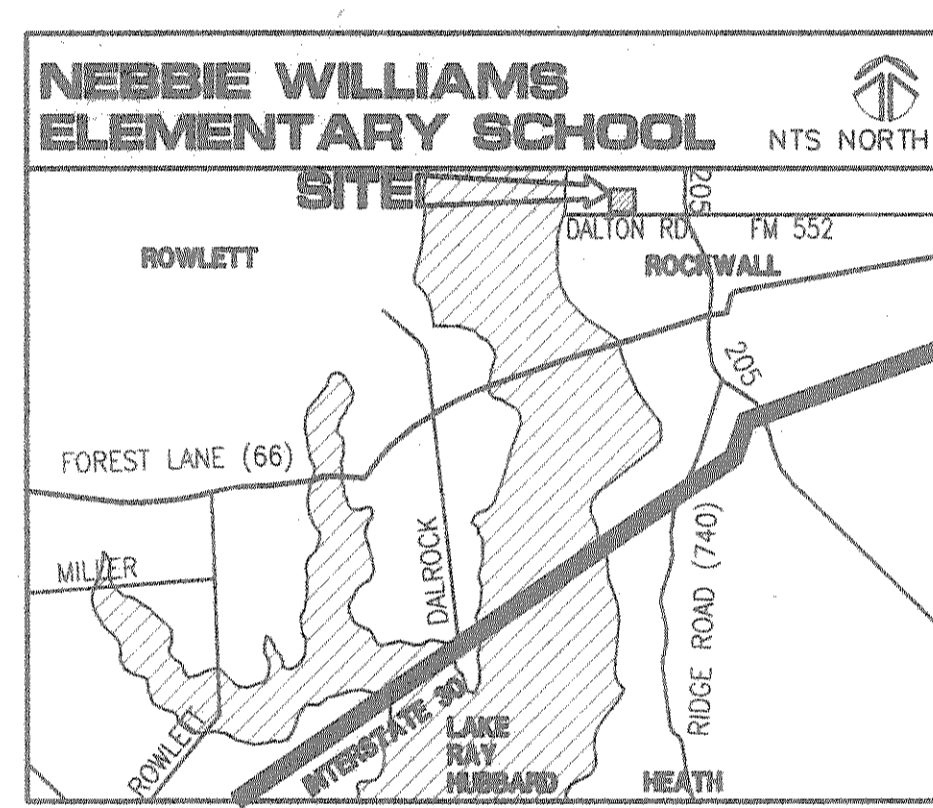 NEBBIE WILLIAMS
ELEMENTARY SCHOOL
NTS NORTH
SITE
205
DALTON RD
FM 552
ROWLETT
ROCKWALL
205
FOREST LANE (66)
MILLER
DALROCK
RIDGE ROAD (740)
ROWLETT
INTERSTATE 30
LAKE
RAY
HUBBARD
HEATH